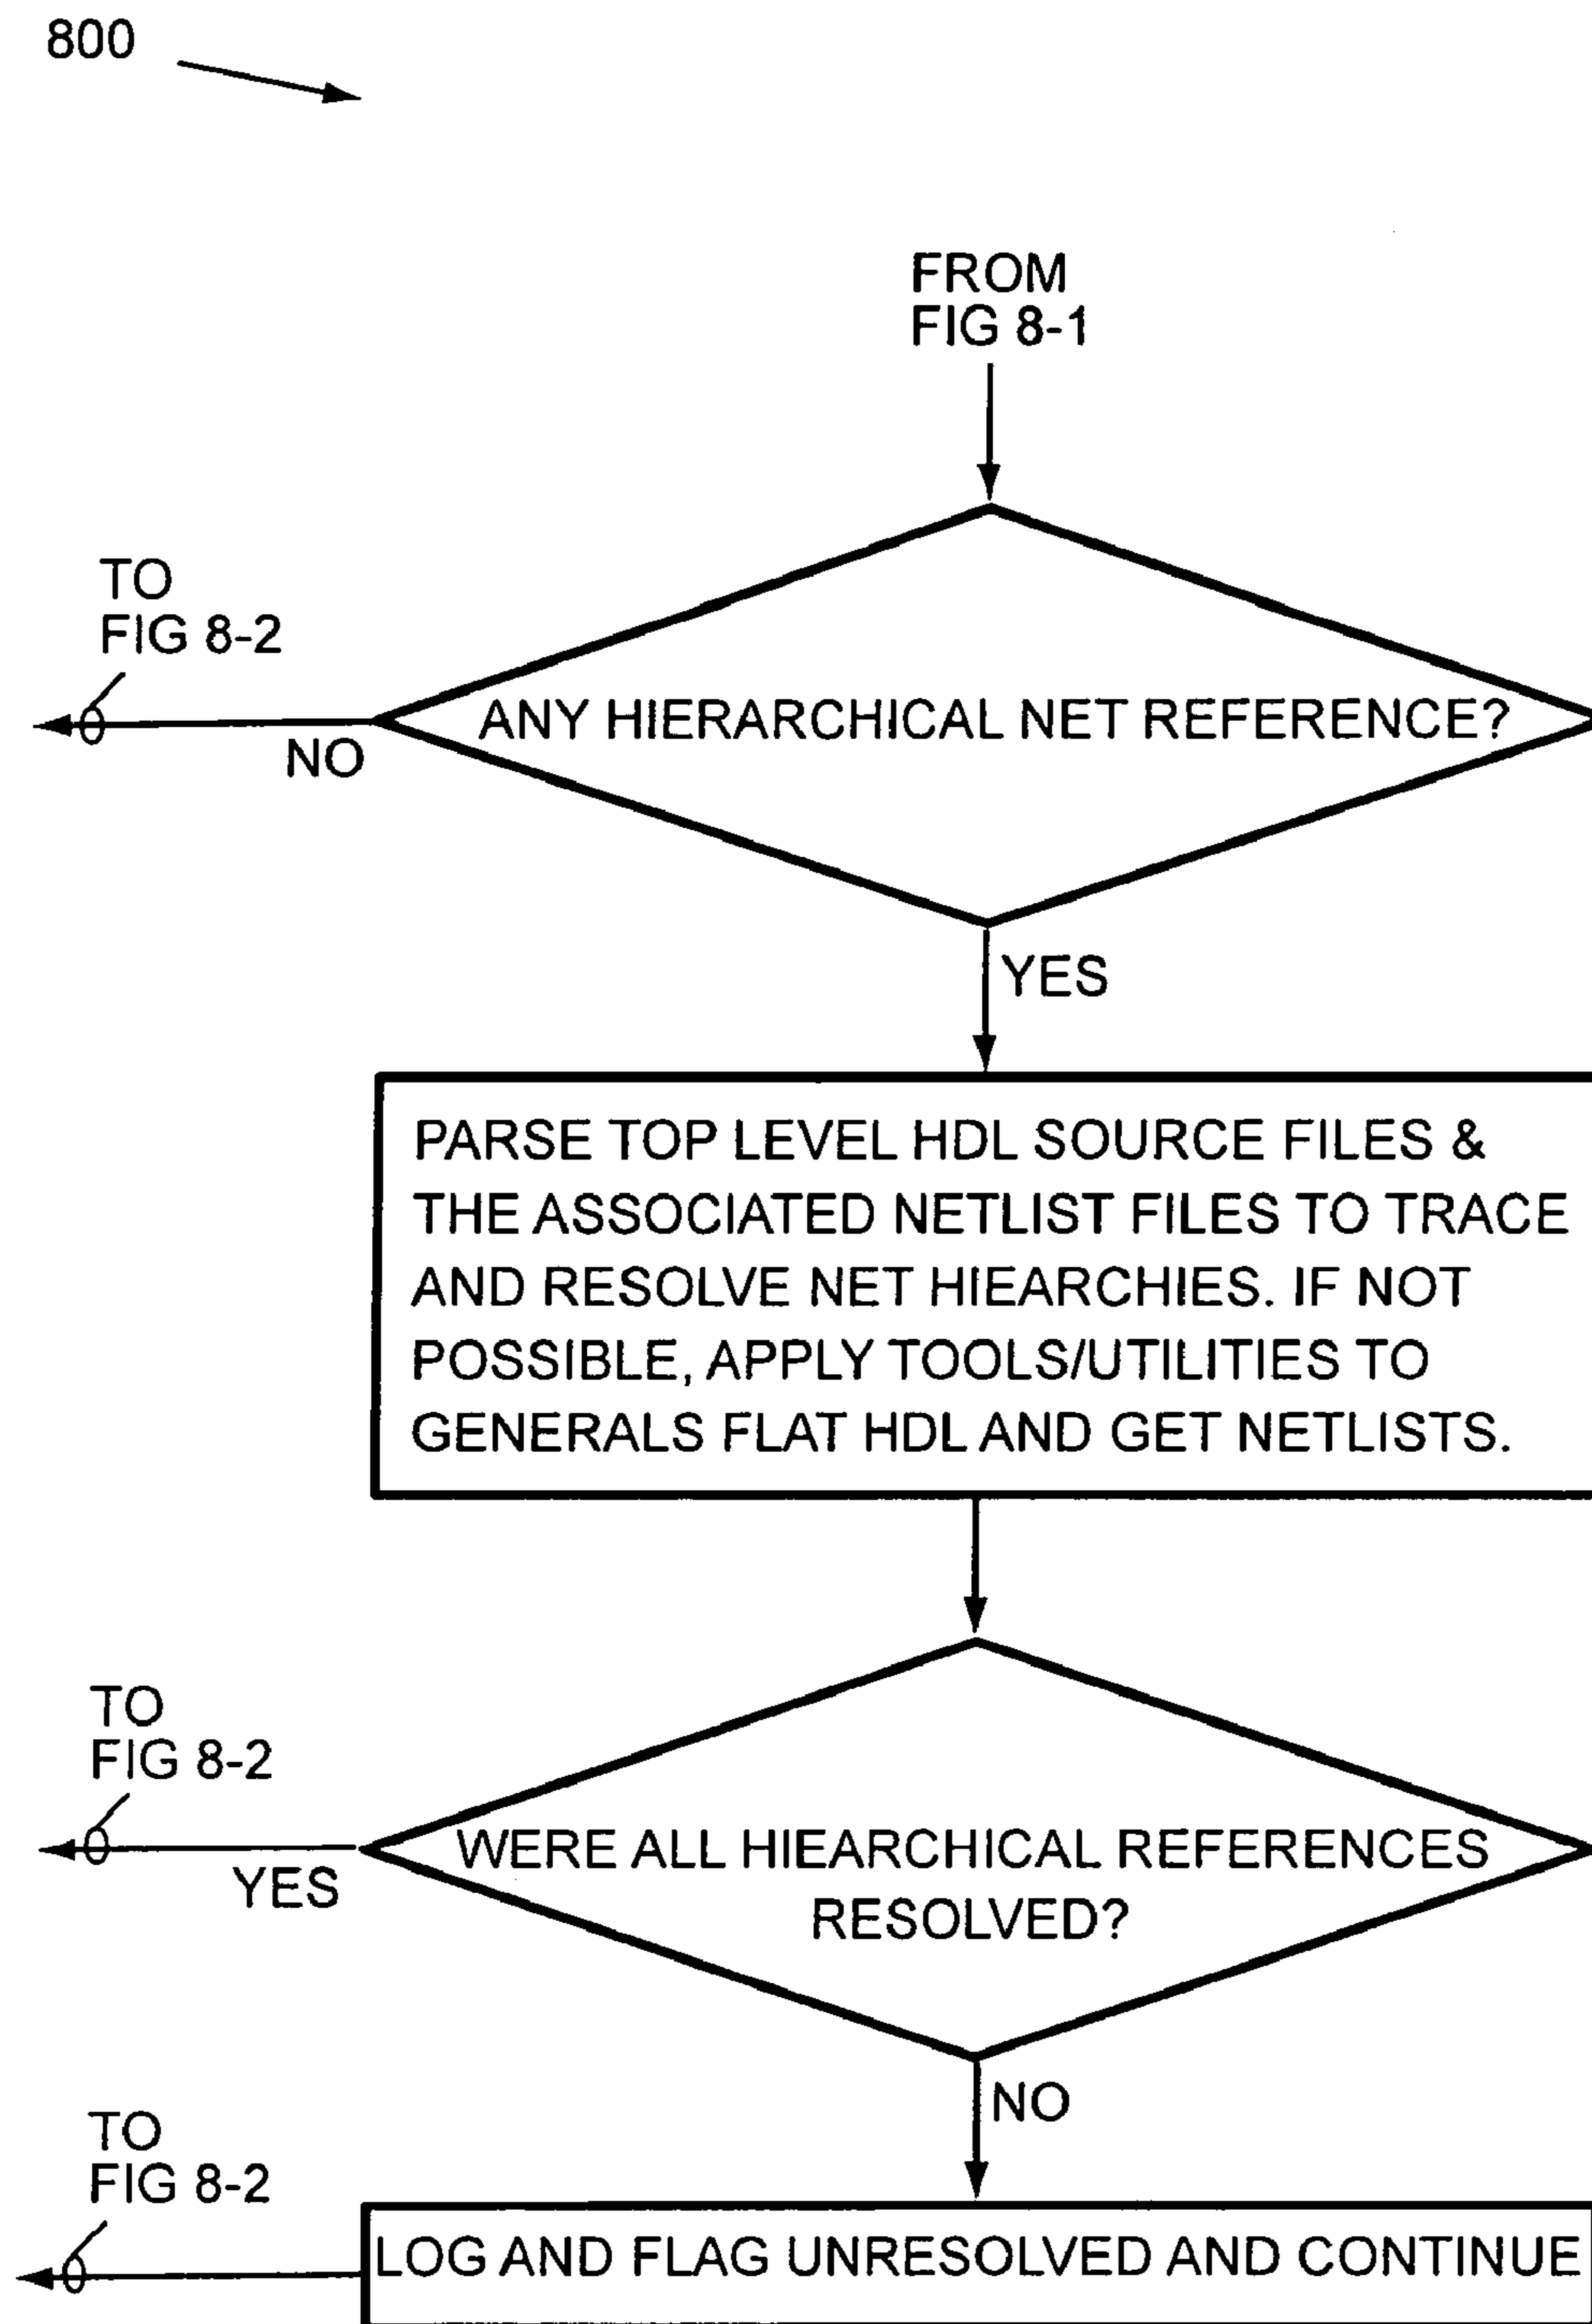 800
FROM
FIG 8-1
TO
FIG 8-2
ANY HIERARCHICAL NET REFERENCE?
NO
YES
PARSE TOP LEVEL HDL SOURCE FILES &
THE ASSOCIATED NETLIST FILES TO TRACE
AND RESOLVE NET HIEARCHIES. IF NOT
POSSIBLE, APPLY TOOLS/UTILITIES TO
GENERALS FLAT HDL AND GET NETLISTS.
TO
FIG 8-2
WERE ALL HIEARCHICAL REFERENCES
RESOLVED?
YES
NO
TO
FIG 8-2
LOG AND FLAG UNRESOLVED AND CONTINUE